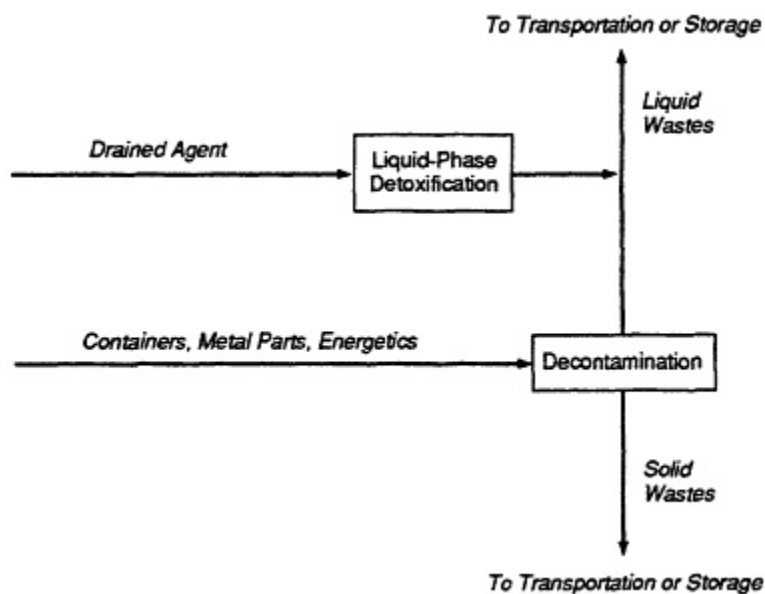 To Transportation or Storage
Liquid
Wastes
Drained Agent
Liquid-Phase
Detoxification
Containers, Metal Parts, Energetics
Decontamination
Solid
Wastes
To Transportation or Storage